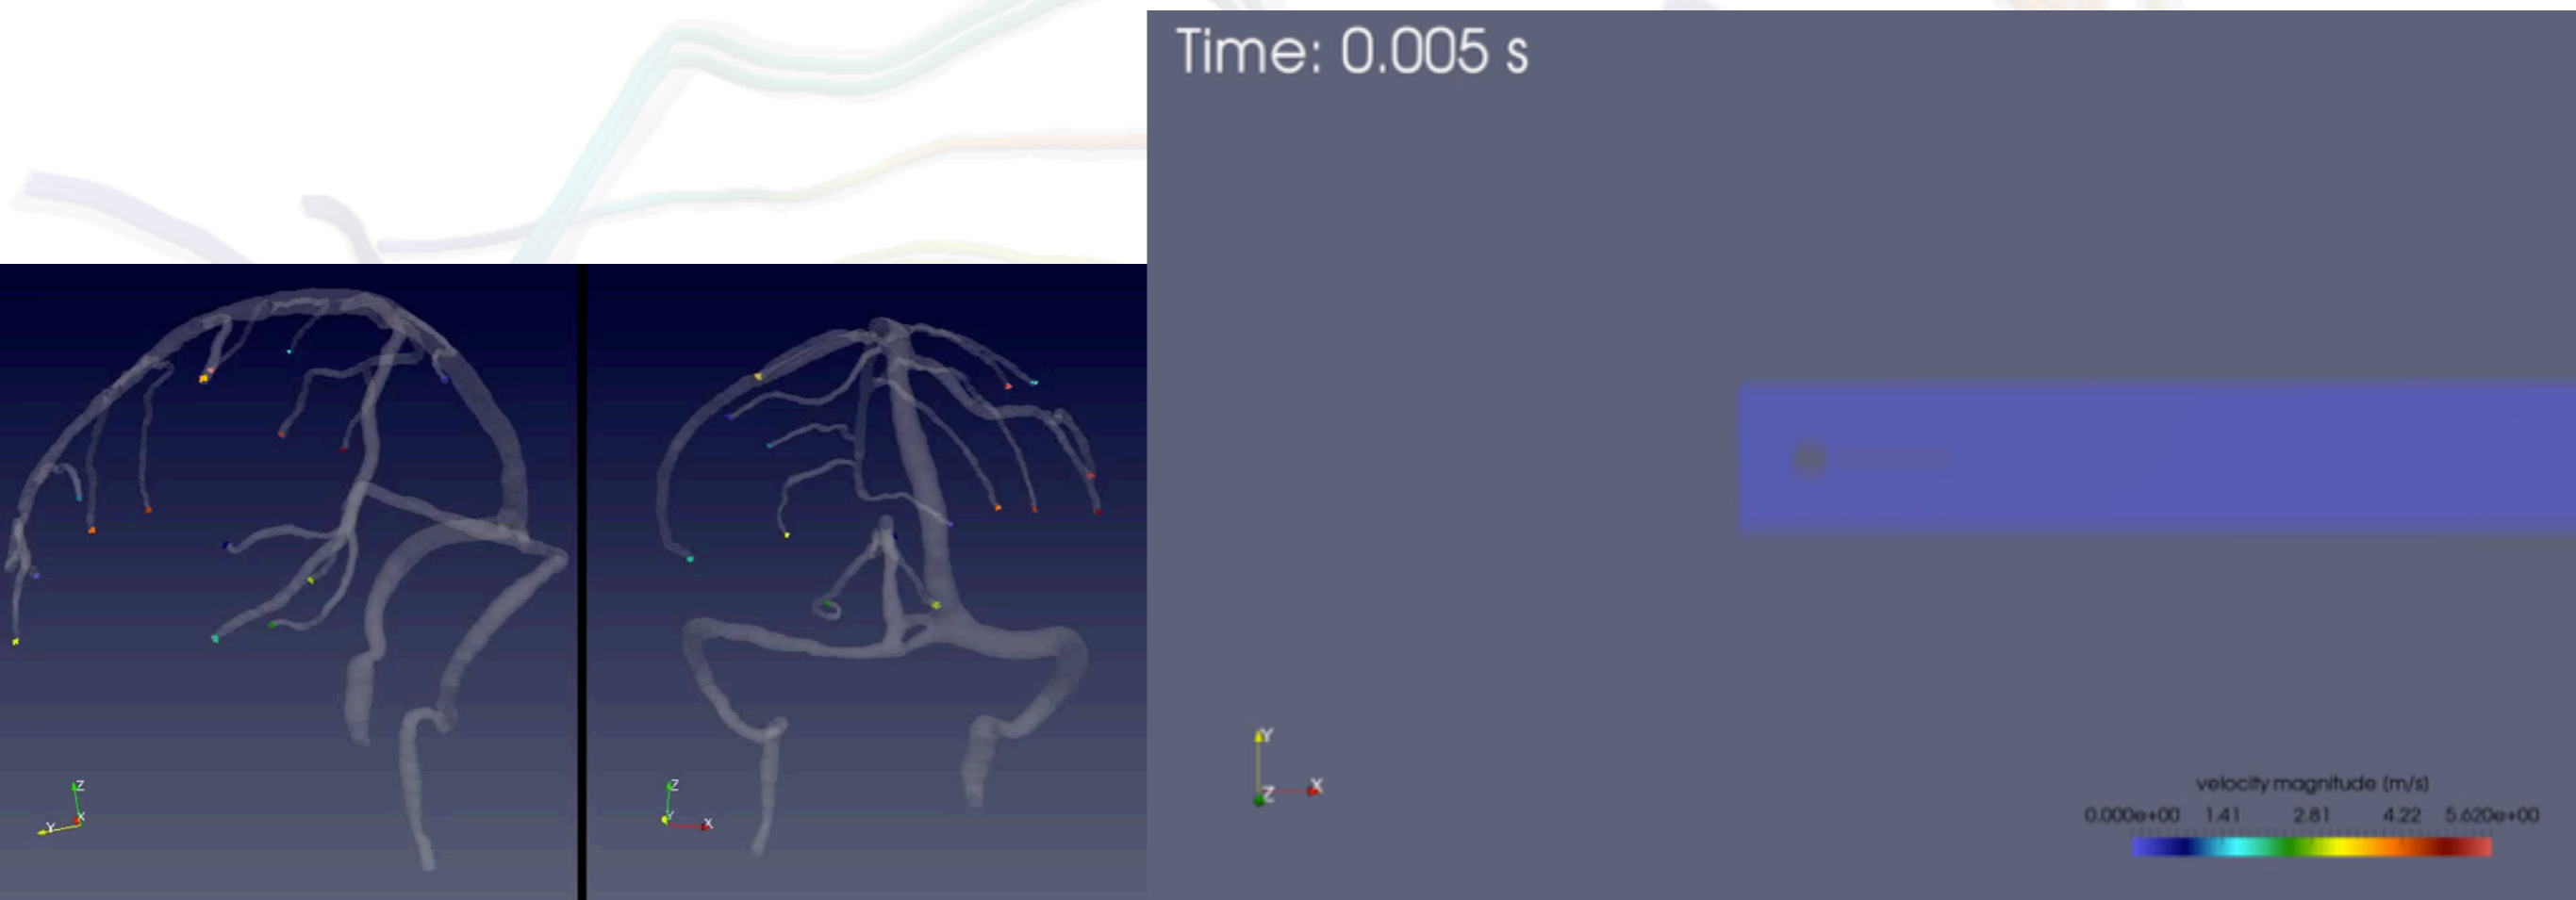 Time: 0.005 s
Z
Y
X
Z
Y
X
Y
Z
X
velocity magnitude (m/s)
0.000e+00 1.41 2.81 4.22 5.620e+00